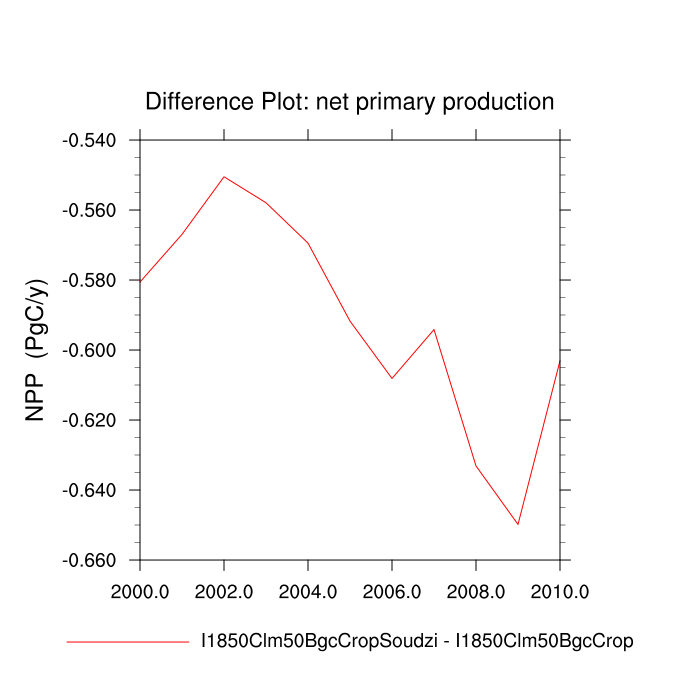 Difference Plot: net primary production
NPP (PgC/y)
-0.540
-0.560
-0.580
-0.600
-0.620
-0.640
-0.660
2000.0 2002.0 2004.0 2006.0 2008.0 2010.0
I1850Clm50BgcCropSoudzi - I1850Clm50BgcCrop